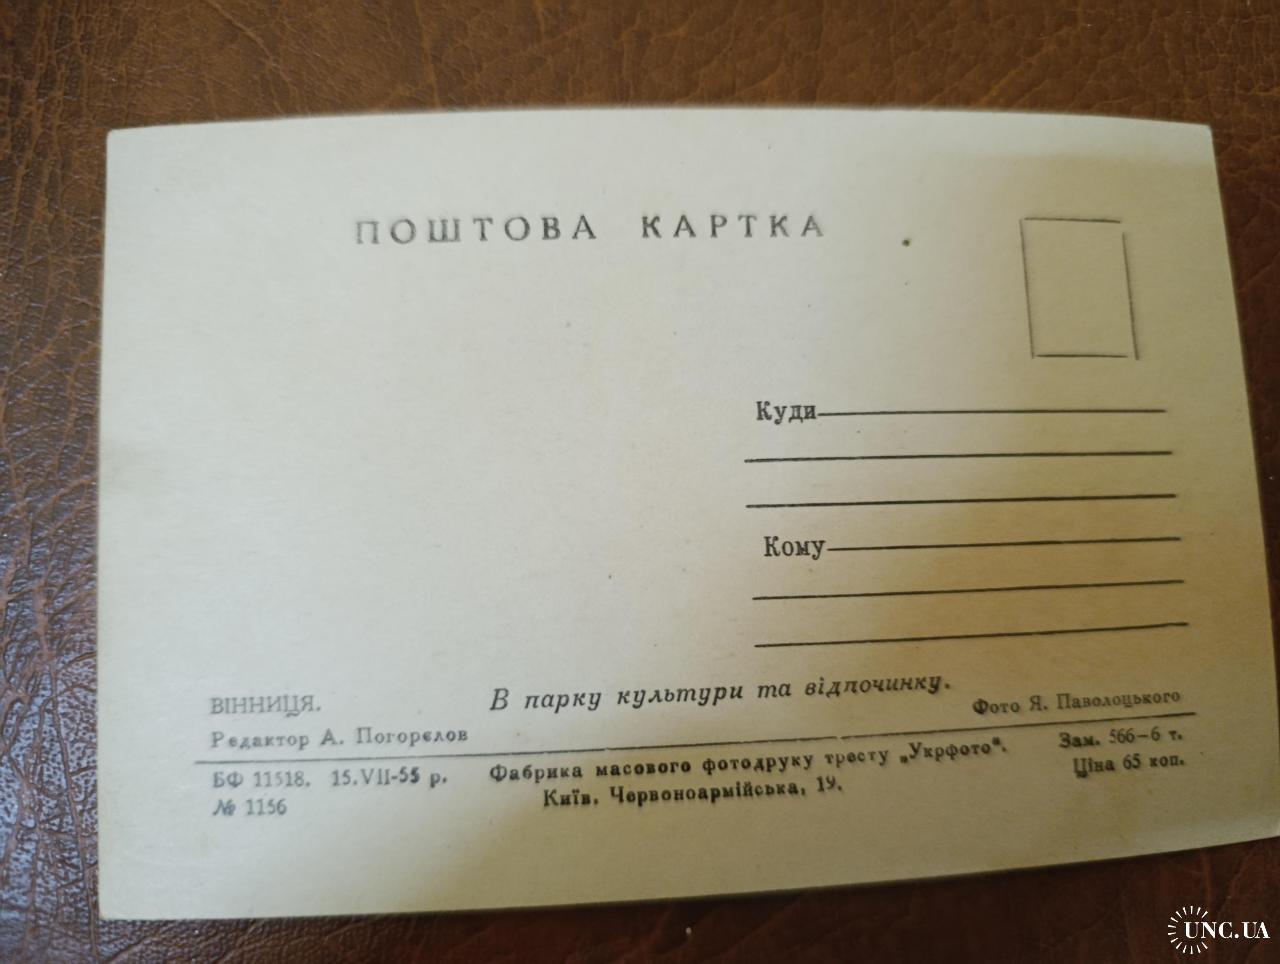 ПОШТОВА КАРТКА
Куди
Кому
ВІННИЦЯ.
В парку культури та відпочинку.
Редактор А. Погорєлов
Фото Я. Паволоцького
БФ 11518. 15.VII-55 р.
Фабрика масового фотодруку тресту „Укрфото".
Зам. 566—6 т.
№ 1156
Київ, Червоноармійська, 19.
Ціна 65 коп.
UNC.UA